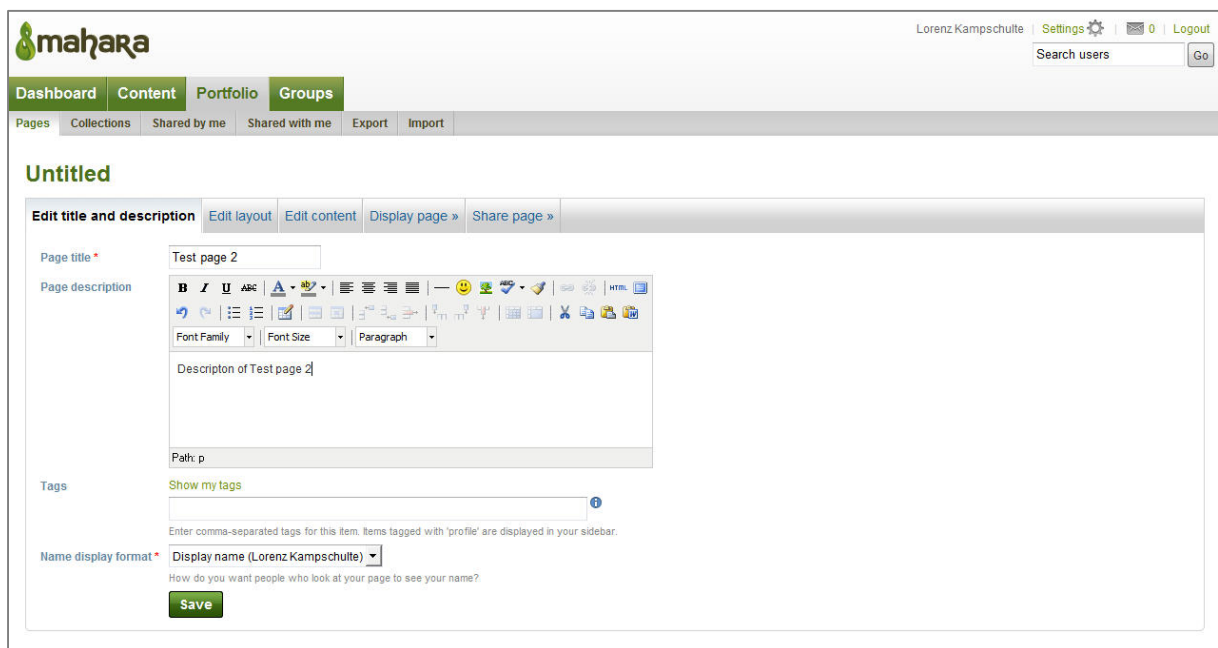 mahara
Lorenz Kampschulte | Settings | 0 | Logout
Search users Go
Dashboard Content Portfolio Groups
Pages Collections Shared by me Shared with me Export Import
Untitled
Edit title and description Edit layout Edit content Display page » Share page »
Page title * Test page 2
Page description
B I U ABC A ab ABC HTML
Font Family Font Size Paragraph
Descripton of Test page 2
Path: p
Tags Show my tags
Enter comma-separated tags for this item. Items tagged with 'profile' are displayed in your sidebar.
Name display format * Display name (Lorenz Kampschulte)
How do you want people who look at your page to see your name?
Save